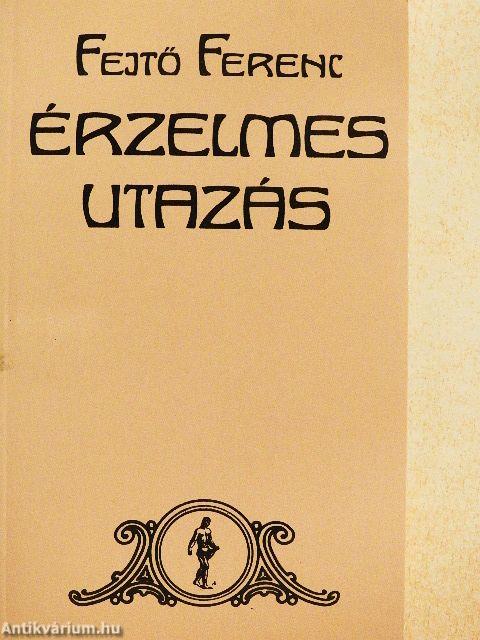 Fejtő Ferenc
ÉRZELMES
UTAZÁS
Antikvárium.hu